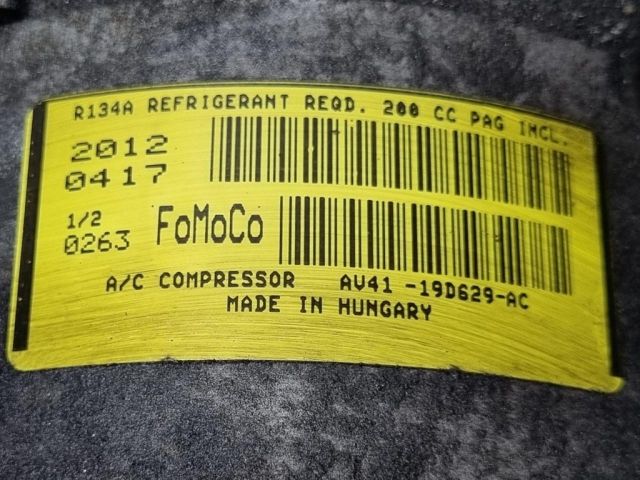 R134A REFRIGERANT REQD. 200 CC PAG INCL.
2012
0417
1/2
0263 FoMoCo
A/C COMPRESSOR AV41 -19D629-AC
MADE IN HUNGARY